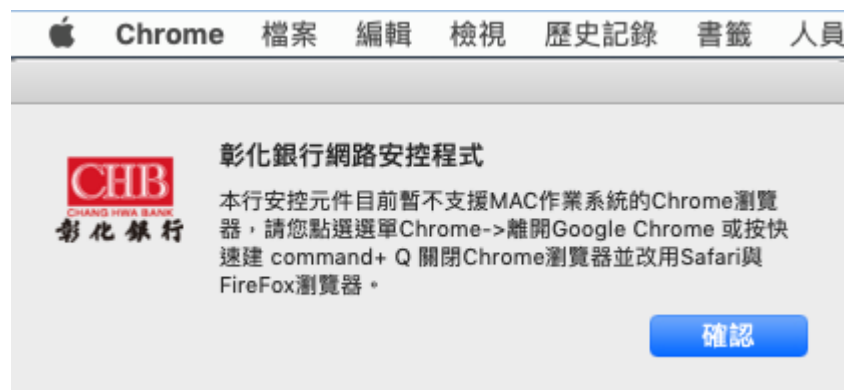 Chrome 檔案 編輯 檢視 歷史記錄 書籤 人員
彰化銀行網路安控程式
CHB
CHANG HWA BANK
彰化銀行
本行安控元件目前暫不支援MAC作業系統的Chrome瀏覽
器，請您點選選單Chrome->離開Google Chrome 或按快
速建 command+ Q 關閉Chrome瀏覽器並改用Safari與
FireFox瀏覽器。
確認